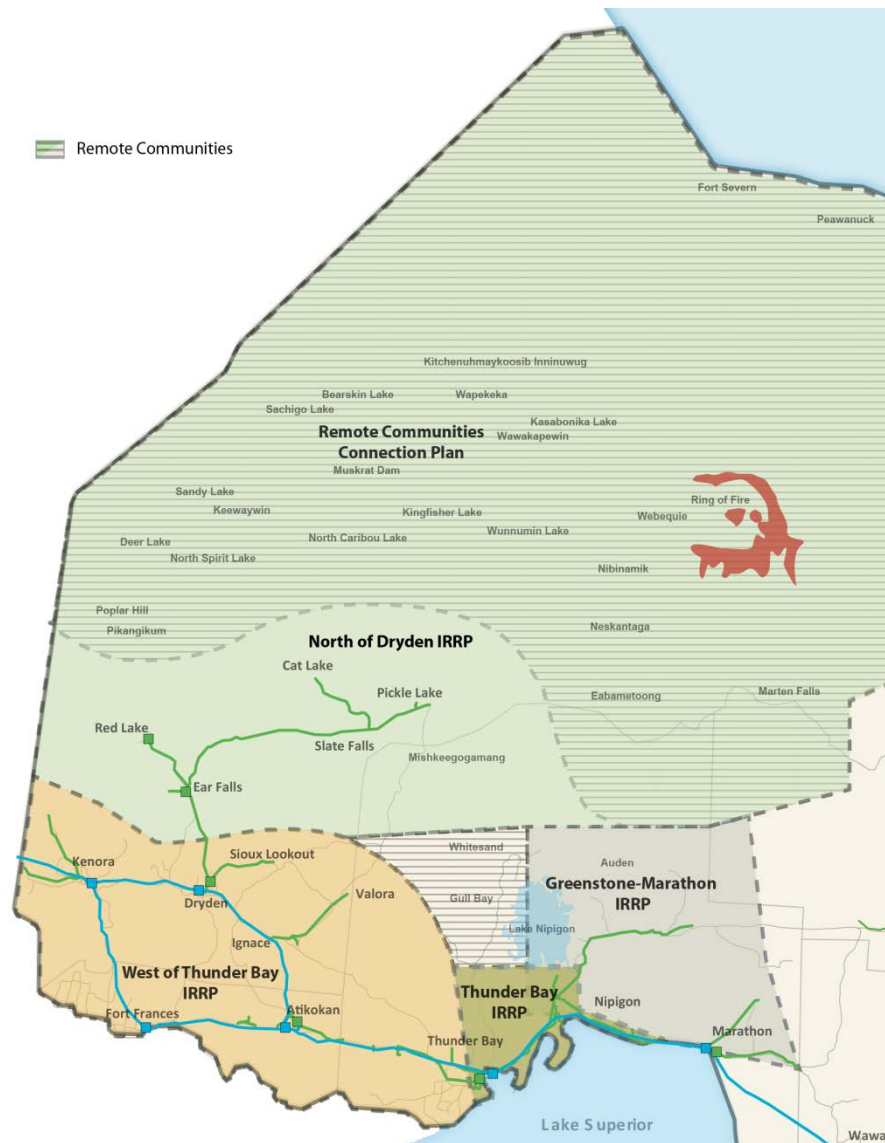 Remote Communities
Fort Severn
Peawanuck
Kitchenuhmaykoosib Inninuwug
Bearskin Lake
Wapekeka
Sachigo Lake
Kasabonika Lake
Remote Communities
Connection Plan
Wawakapewin
Muskrat Dam
Sandy Lake
Ring of Fire
Keewaywin
Kingfisher Lake
Webequie
Wunnumin Lake
Deer Lake
North Caribou Lake
North Spirit Lake
Nibinamik
Poplar Hill
Pikangikum
Neskantaga
North of Dryden IRRP
Cat Lake
Pickle Lake
Eabametoong
Marten Falls
Red Lake
Slate Falls
Mishkeegogamang
Ear Falls
Whitesand
Sioux Lookout
Auden
Kenora
Greenstone-Marathon
IRRP
Valora
Gull Bay
Dryden
Lake Nipigon
Ignace
West of Thunder Bay
IRRP
Thunder Bay
IRRP
Nipigon
Fort Frances
Atikokan
Marathon
Thunder Bay
Lake Superior
Wawa